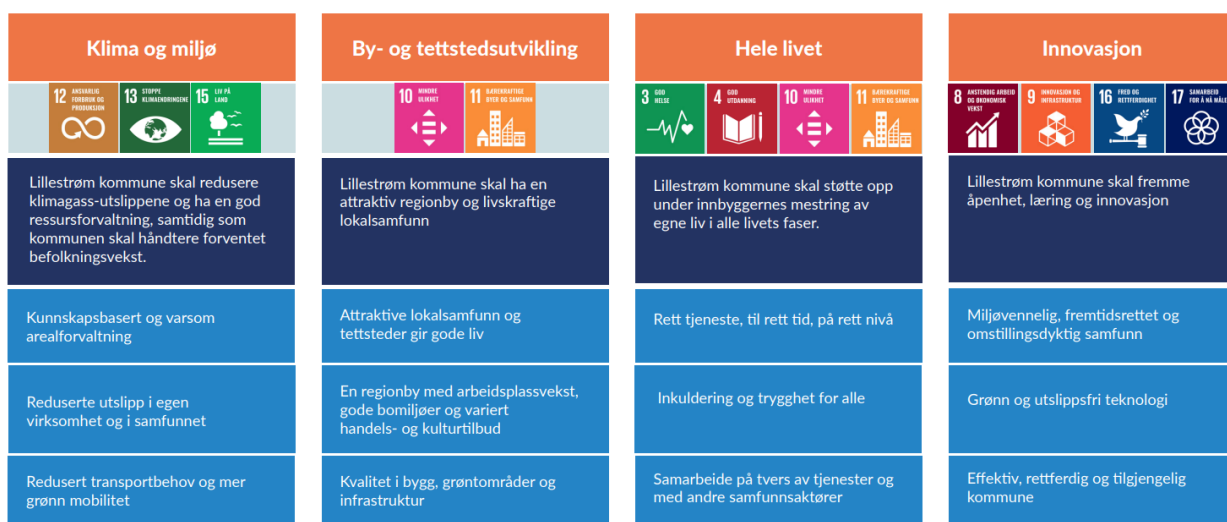 Klima og miljø
12 ANSVARLIG
FORBRUK OG
PRODUKSJON
13 STOPPE
KLIMAENDRINGENE
15 LIV PÅ
LAND
Lillestrøm kommune skal redusere
klimagass-utslippene og ha en god
ressursforvaltning, samtidig som
kommunen skal håndtere forventet
befolkningsvekst.
Kunnskapsbasert og varsom
arealforvaltning
Reduserte utslipp i egen
virksomhet og i samfunnet
Redusert transportbehov og mer
grønn mobilitet
By- og tettstedsutvikling
10 MINDRE
ULIKHET
11 BÆREKRAFTIGE
BYER OG SAMFUNN
Lillestrøm kommune skal ha en
attraktiv regionby og livskraftige
lokalsamfunn
Attraktive lokalsamfunn og
tettsteder gir gode liv
En regionby med arbeidsplassvekst,
gode bomiljøer og variert
handels- og kulturtilbud
Kvalitet i bygg, grøntområder og
infrastruktur
Hele livet
3 GOD
HELSE
4 GOD
UTDANNING
10 MINDRE
ULIKHET
11 BÆREKRAFTIGE
BYER OG SAMFUNN
Lillestrøm kommune skal støtte opp
under innbyggernes mestring av
egne liv i alle livets faser.
Rett tjeneste, til rett tid, på rett nivå
Inkuldering og trygghet for alle
Samarbeide på tvers av tjenester og
med andre samfunnsaktører
Innovasjon
8 ANSTENDIG ARBEID
OG ØKONOMISK
VEKST
9 INNOVASJON OG
INFRASTRUKTUR
16 FRED OG
RETTFERDIGHET
17 SAMARBEID
FOR Å NÅ MÅLE
Lillestrøm kommune skal fremme
åpenhet, læring og innovasjon
Miljøvennelig, fremtidsrettet og
omstillingsdyktig samfunn
Grønn og utslippsfri teknologi
Effektiv, rettferdig og tilgjengelig
kommune